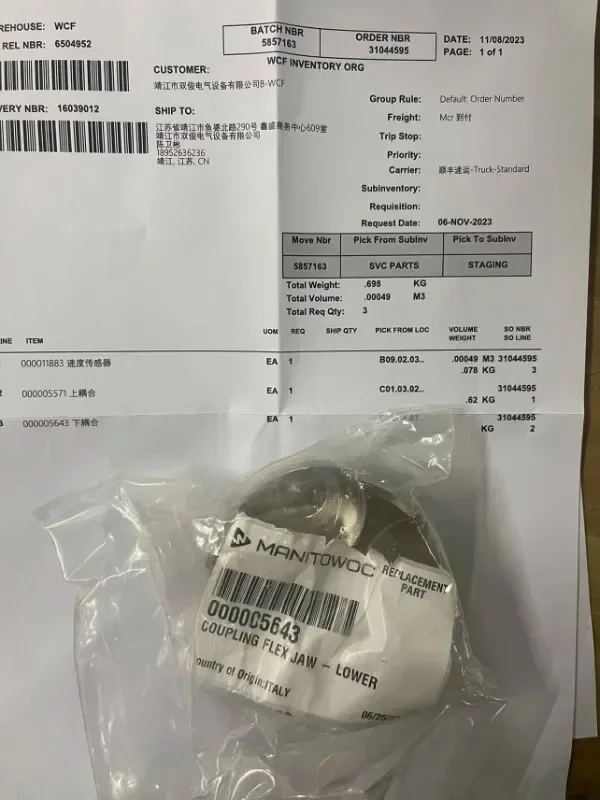 REHOUSE: WCF
REL NBR: 6504952
BATCH NBR
5857163
ORDER NBR
31044595
DATE: 11/08/2023
PAGE: 1 of 1
WCF INVENTORY ORG
CUSTOMER:
靖江市双俊电气设备有限公司B-WCF
VERY NBR: 16039012
SHIP TO:
江苏省靖江市鱼婆北路290号 鑫盛商务中心609室
靖江市双俊电气设备有限公司
陈卫彬
18952636236
靖江, 江苏, CN
Group Rule: Default: Order Number
Freight: Mcr 到付
Trip Stop:
Priority:
Carrier: 顺丰速运-Truck-Standard
Subinventory:
Requisition:
Request Date: 06-NOV-2023
Move Nbr Pick From SubInv Pick To SubInv
5857163 SVC PARTS STAGING
Total Weight: .698 KG
Total Volume: .00049 M3
Total Req Qty: 3
INE ITEM UOM REQ SHIP QTY PICK FROM LOC VOLUME WEIGHT SO NBR SO LINE
000011883 速度传感器 EA 1 B09.02.03.. .00049 M3 31044595
.078 KG 3
2 000005571 上耦合 EA 1 C01.03.02.. 31044595
.62 KG 1
3 000005643 下耦合 EA 1 31044595
KG 2
MANITOWOC
REPLACEMENT
PART
000005643
COUPLING FLEX JAW - LOWER
ountry of Origin:ITALY
06/25/